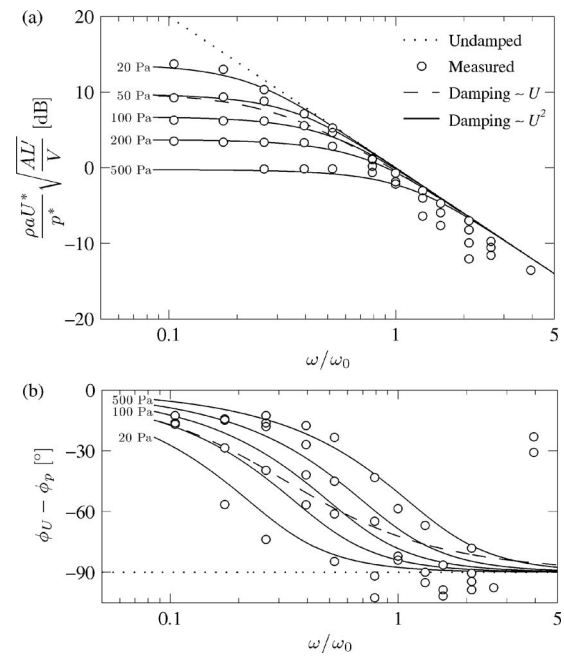 (a)
20
10
0
−10
−20
20 Pa
50 Pa
100 Pa
200 Pa
500 Pa
Undamped
Measured
Damping ~ U
Damping ~ U²
ρaU* / p* √(AL′ / V) [dB]
0.1
1
5
ω/ω₀
(b)
0
−30
−60
−90
500 Pa
100 Pa
20 Pa
ϕU − ϕp [°]
0.1
1
5
ω/ω₀